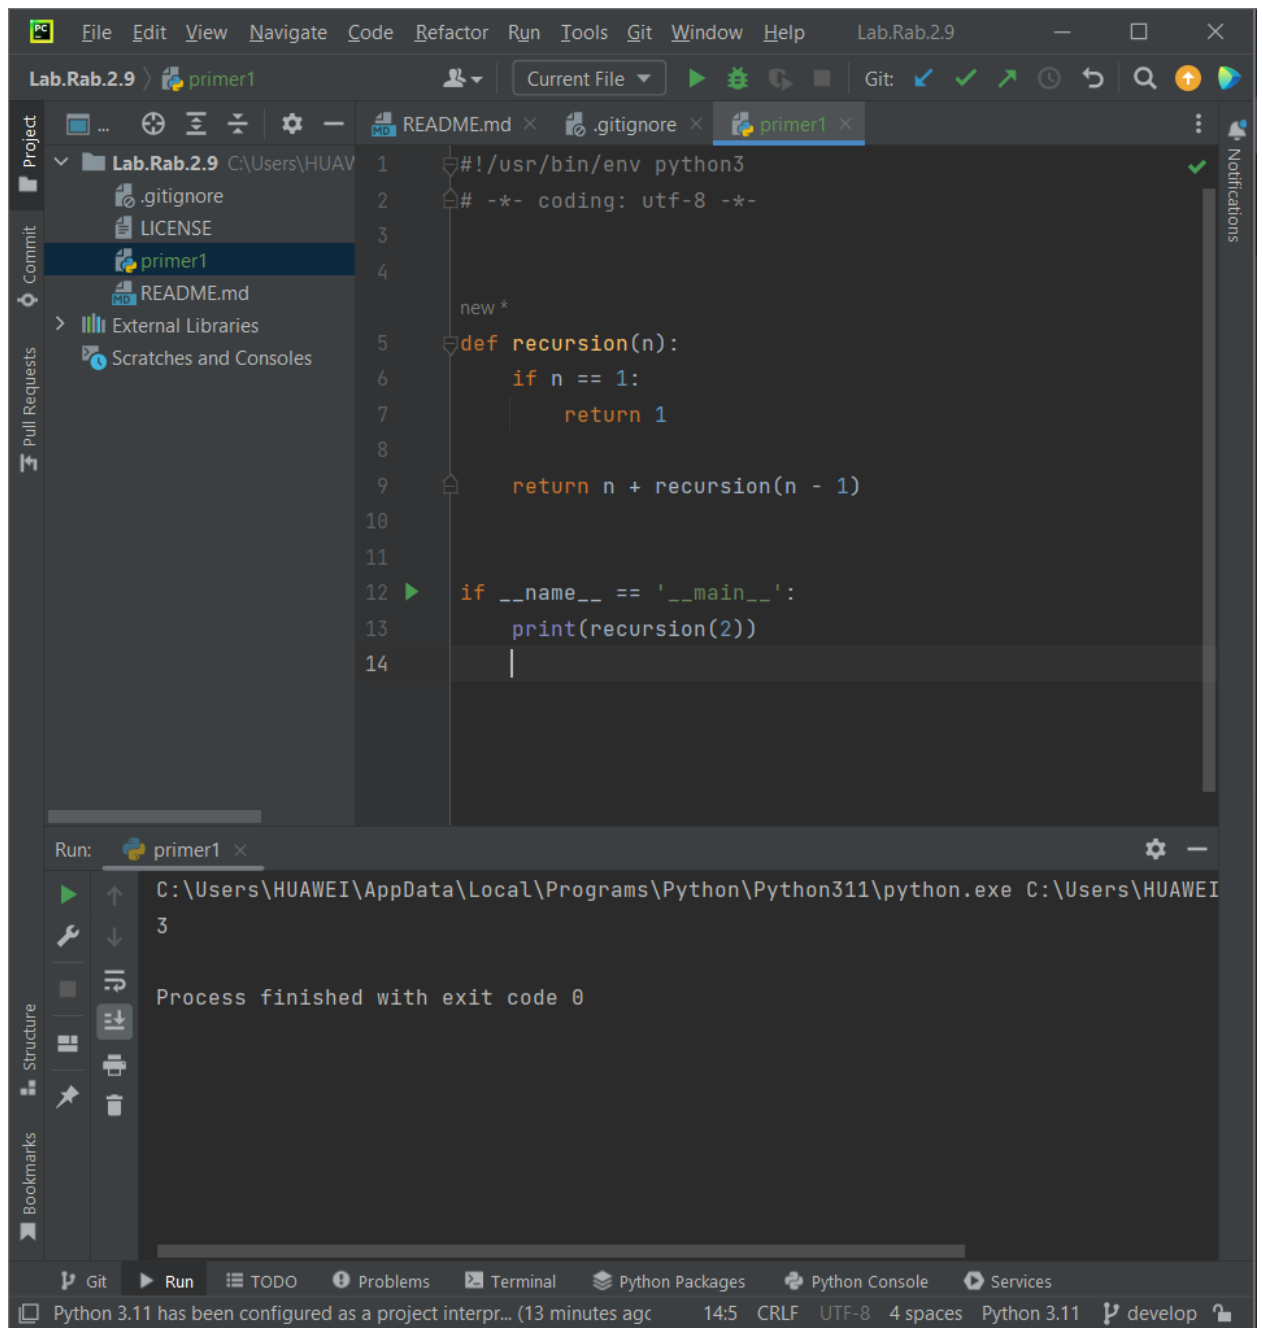 PC File Edit View Navigate Code Refactor Run Tools Git Window Help Lab.Rab.2.9
Lab.Rab.2.9 primer1 Current File Git:
Project
Commit
Pull Requests
Structure
Bookmarks
...
Lab.Rab.2.9 C:\Users\HUAW
.gitignore
LICENSE
primer1
MD README.md
External Libraries
Scratches and Consoles
MD README.md .gitignore primer1
1 #!/usr/bin/env python3
2 # -*- coding: utf-8 -*-
3
4
new *
5 def recursion(n):
6 if n == 1:
7 return 1
8
9 return n + recursion(n - 1)
10
11
12 if __name__ == '__main__':
13 print(recursion(2))
14
Notifications
Run: primer1
C:\Users\HUAWEI\AppData\Local\Programs\Python\Python311\python.exe C:\Users\HUAWEI
3
Process finished with exit code 0
Git Run TODO Problems Terminal Python Packages Python Console Services
Python 3.11 has been configured as a project interpr... (13 minutes agc 14:5 CRLF UTF-8 4 spaces Python 3.11 develop